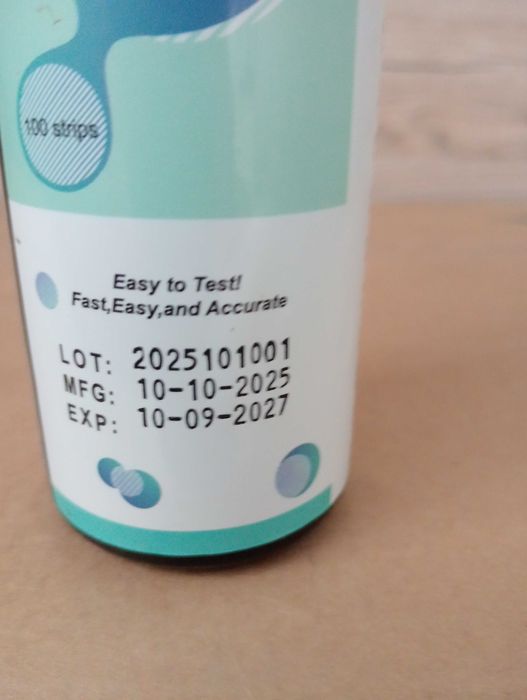 100 strips
Easy to Test!
Fast,Easy,and Accurate
LOT: 2025101001
MFG: 10-10-2025
EXP: 10-09-2027